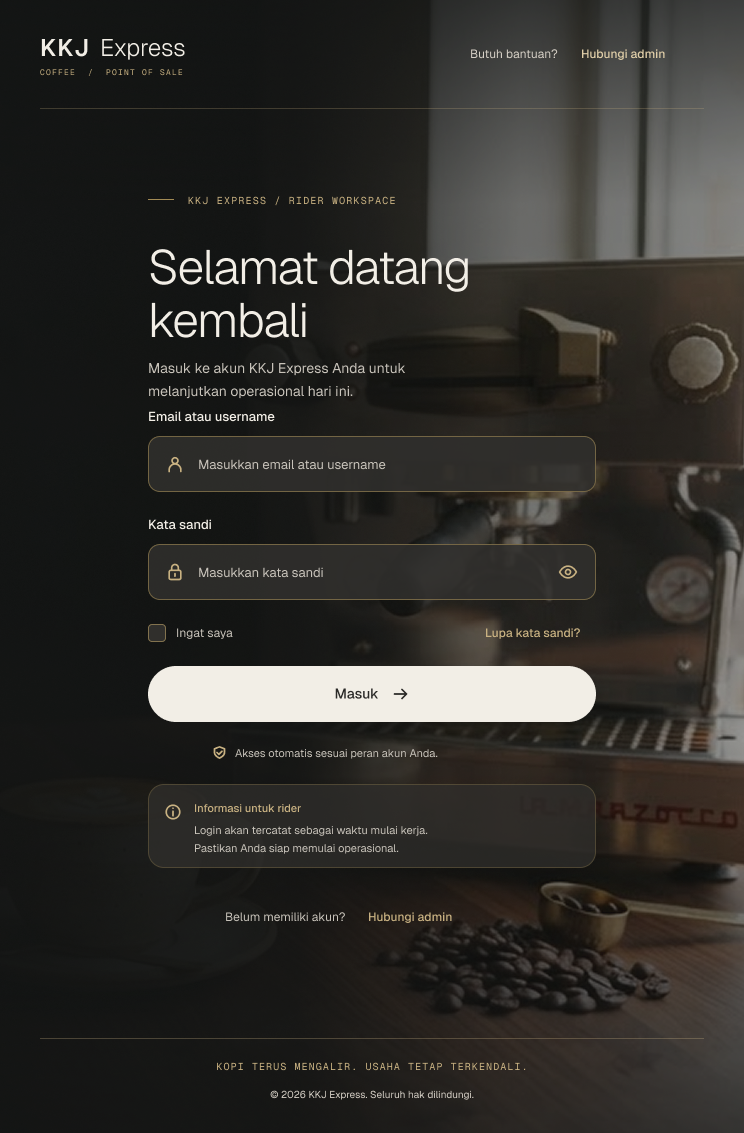 KKJ Express
COFFEE / POINT OF SALE
Butuh bantuan? Hubungi admin
KKJ EXPRESS / RIDER WORKSPACE
Selamat datang
kembali
Masuk ke akun KKJ Express Anda untuk
melanjutkan operasional hari ini.
Email atau username
Masukkan email atau username
Kata sandi
Masukkan kata sandi
Ingat saya
Lupa kata sandi?
Masuk
Akses otomatis sesuai peran akun Anda.
Informasi untuk rider
Login akan tercatat sebagai waktu mulai kerja.
Pastikan Anda siap memulai operasional.
Belum memiliki akun? Hubungi admin
KOPI TERUS MENGALIR. USAHA TETAP TERKENDALI.
© 2026 KKJ Express. Seluruh hak dilindungi.